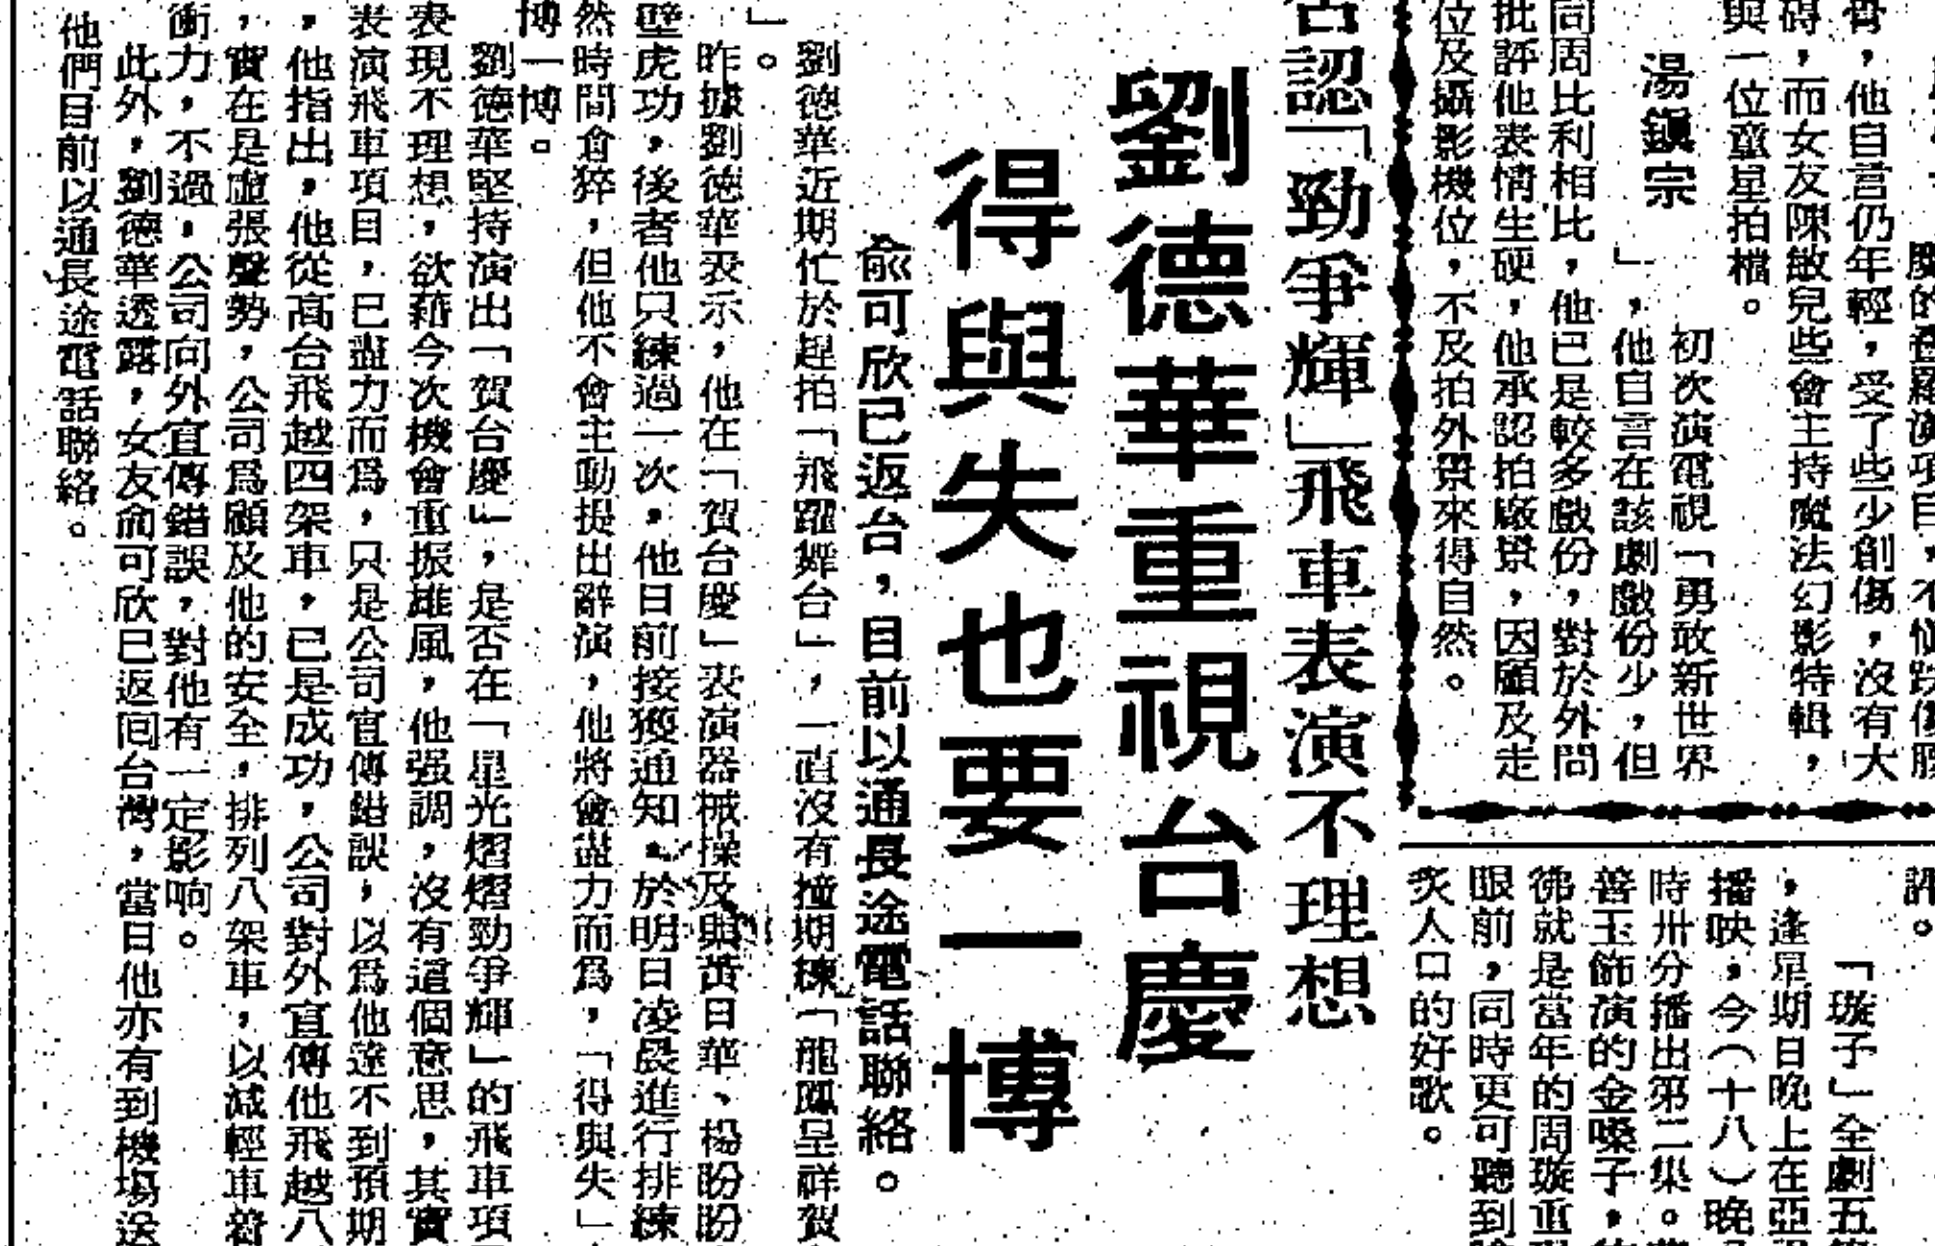 骨，他自言仍年輕，受了些少創傷，沒有大
碍，而女友陳敏兒些會主持魔法幻影特輯，
與一位童星拍檔。
湯鎮宗
初次演電視「勇敢新世界
」，他自言在該劇戲份少，但
同周比利相比，他已是較多戲份，對於外間
批評他表情生硬，他承認拍廠景，因顧及走
位及攝影機位，不及拍外景來得自然。
評。
「璇子」全劇五
，逢星期日晚上在亞
播映，今（十八）晚
時卅分播出第二集。
善玉飾演的金嗓子，
彿就是當年的周璇重
眼前，同時更可聽到
炙人口的好歌。
否認「勁爭輝」飛車表演不理想
劉德華重視台慶
得與失也要一博
俞可欣已返台，目前以通長途電話聯絡。
劉德華近期忙於趕拍「飛躍舞台」，一直沒有撞期揀「龍鳳呈祥賀
」。
昨據劉德華表示，他在「賀台慶」表演器械操及與黃日華、楊盼盼
壁虎功，後者他只練過一次，他日前接獲通知，於明日凌晨進行排練
然時間倉猝，但他不會主動提出辭演，他將會盡力而爲，「得與失」
博一博。
劉德華堅持演出「賀台慶」，是否在「星光熠熠勁爭輝」的飛車項
表現不理想，欲藉今次機會重振雄風，他强調，沒有這個意思，其實
表演飛車項目，已盡力而爲，只是公司宣傳錯誤，以爲他達不到預期
，他指出，他從高台飛越四架車，已是成功，公司對外宣傳他飛越八
，實在是虛張聲勢，公司爲顧及他的安全，排列八架車，以減輕車着
衝力，不過，公司向外宣傳錯誤，對他有一定影响。
此外，劉德華透露，女友俞可欣已返回台灣，當日他亦有到機場送
他們目前以通長途電話聯絡。